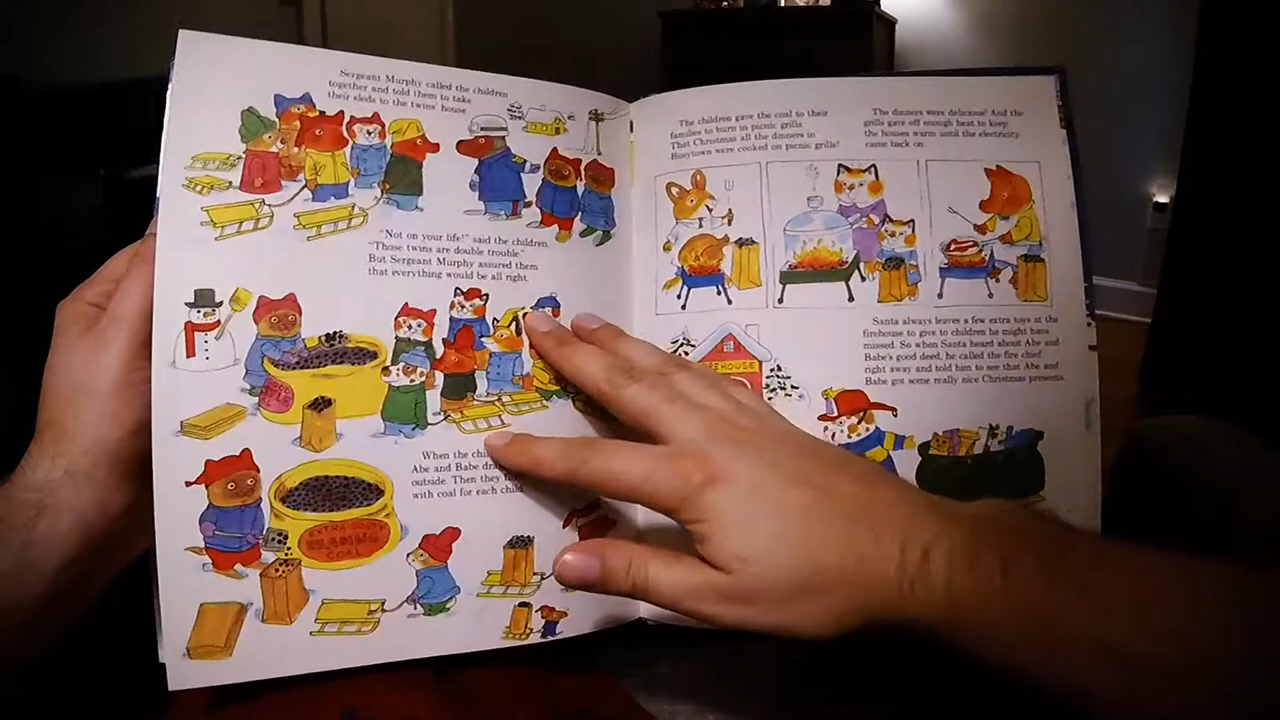 Sergeant Murphy called the children
together and told them to take
their sleds to the twins' house
"Not on your life!" said the children.
"Those twins are double trouble."
But Sergeant Murphy assured them
that everything would be all right.
When the
Abe and Babe
outside. Then they
with coal for each child
EXTRA-SOOTY
BLAZING
COAL
The children gave the coal to their
families to burn in picnic grills.
That Christmas all the dinners in
Busytown were cooked on picnic grills!
The dinners were delicious! And the
grills gave off enough heat to keep
the houses warm until the electricity
came back on.
Santa always leaves a few extra toys at the
firehouse to give to children he might have
missed. So when Santa heard about Abe and
Babe's good deed, he called the fire chief
right away and told him to see that Abe and
Babe got some really nice Christmas presents.